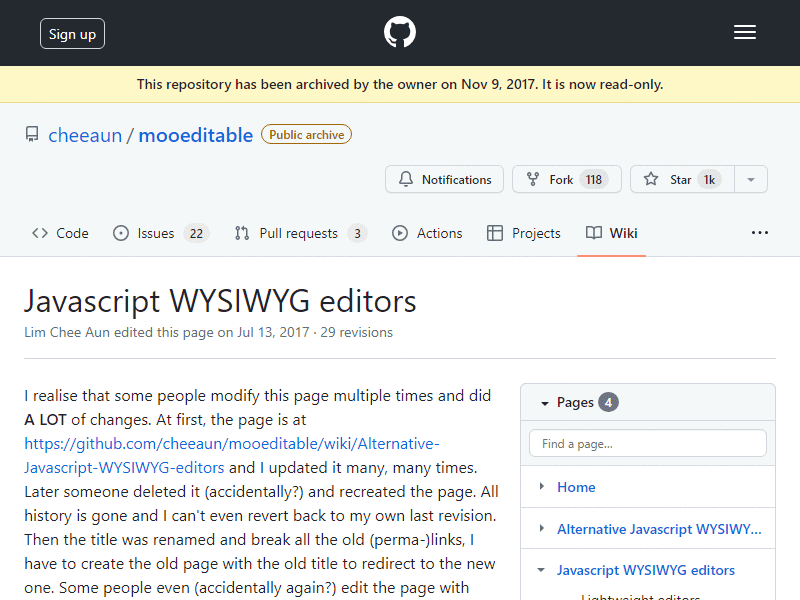 Sign up
This repository has been archived by the owner on Nov 9, 2017. It is now read-only.
cheeaun / mooeditable Public archive
Notifications Fork 118 Star 1k
Code Issues 22 Pull requests 3 Actions Projects Wiki
Javascript WYSIWYG editors
Lim Chee Aun edited this page on Jul 13, 2017 · 29 revisions
I realise that some people modify this page multiple times and did
A LOT of changes. At first, the page is at
https://github.com/cheeaun/mooeditable/wiki/Alternative-
Javascript-WYSIWYG-editors and I updated it many, many times.
Later someone deleted it (accidentally?) and recreated the page. All
history is gone and I can't even revert back to my own last revision.
Then the title was renamed and break all the old (perma-)links, I
have to create the old page with the old title to redirect to the new
one. Some people even (accidentally again?) edit the page with
Pages 4
Find a page...
Home
Alternative Javascript WYSIWY...
Javascript WYSIWYG editors
Lightweight editors